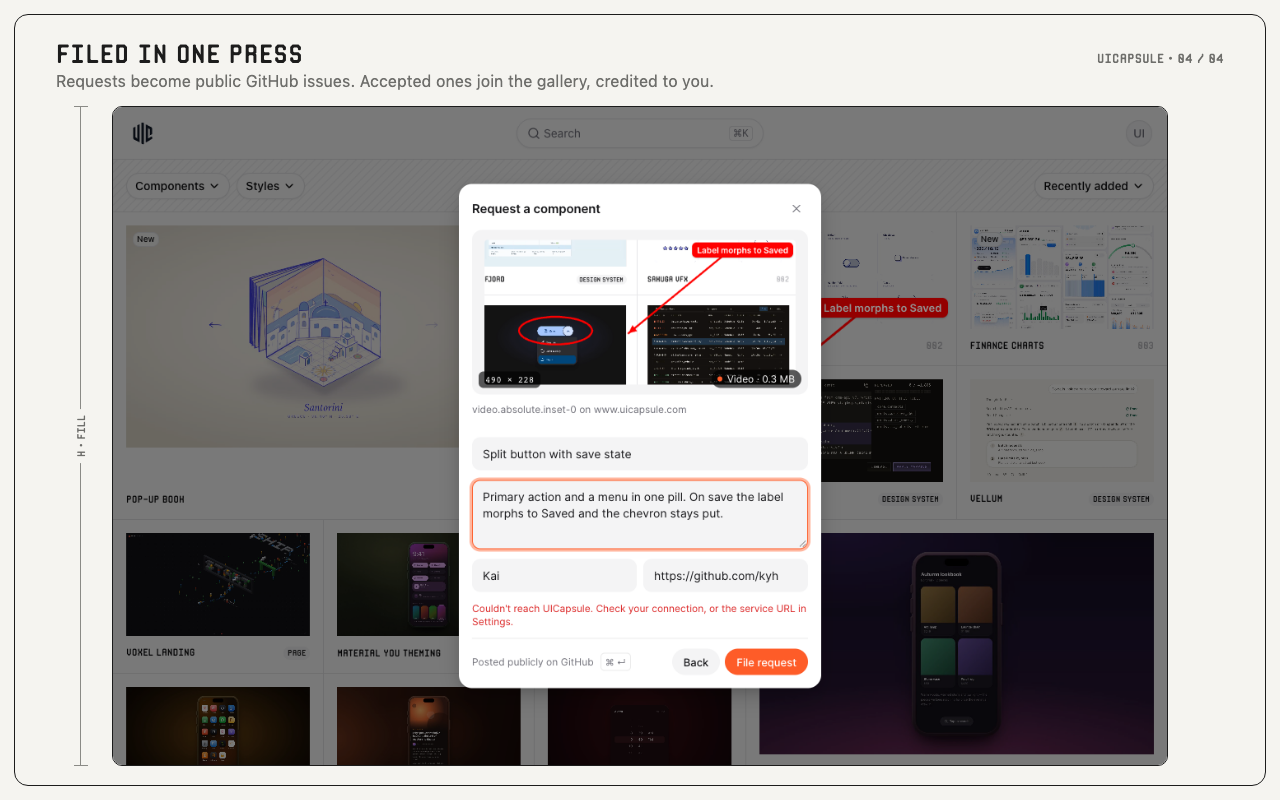 FILED IN ONE PRESS
Requests become public GitHub issues. Accepted ones join the gallery, credited to you.
UICAPSULE • 04 / 04
H • FILL
UIC
Search
⌘K
UI
Components
Styles
Recently added
New
Santorini
POP-UP BOOK
Request a component
Label morphs to Saved
FJORD
DESIGN SYSTEM
SAMUGA VFX
002
490 × 228
Video · 0.3 MB
video.absolute.inset-0 on www.uicapsule.com
Split button with save state
Primary action and a menu in one pill. On save the label
morphs to Saved and the chevron stays put.
Kai
https://github.com/kyh
Couldn't reach UICapsule. Check your connection, or the service URL in
Settings.
Posted publicly on GitHub
⌘ ↵
Back
File request
Label morphs to Saved
002
New
FINANCE CHARTS
003
DESIGN SYSTEM
VELLUM
DESIGN SYSTEM
VOXEL LANDING
PAGE
MATERIAL YOU THEMING